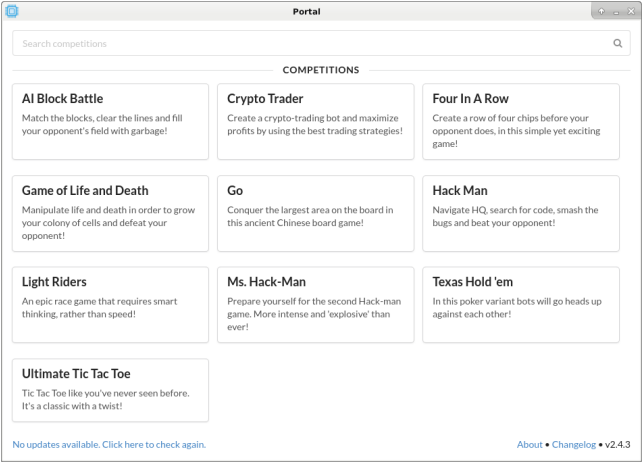 Portal
Search competitions
COMPETITIONS
AI Block Battle
Match the blocks, clear the lines and fill
your opponent's field with garbage!
Crypto Trader
Create a crypto-trading bot and maximize
profits by using the best trading strategies!
Four In A Row
Create a row of four chips before your
opponent does, in this simple yet exciting
game!
Game of Life and Death
Manipulate life and death in order to grow
your colony of cells and defeat your
opponent!
Go
Conquer the largest area on the board in
this ancient Chinese board game!
Hack Man
Navigate HQ, search for code, smash the
bugs and beat your opponent!
Light Riders
An epic race game that requires smart
thinking, rather than speed!
Ms. Hack-Man
Prepare yourself for the second Hack-man
game. More intense and 'explosive' than
ever!
Texas Hold 'em
In this poker variant bots will go heads up
against each other!
Ultimate Tic Tac Toe
Tic Tac Toe like you've never seen before.
It's a classic with a twist!
No updates available. Click here to check again.
About • Changelog • v2.4.3